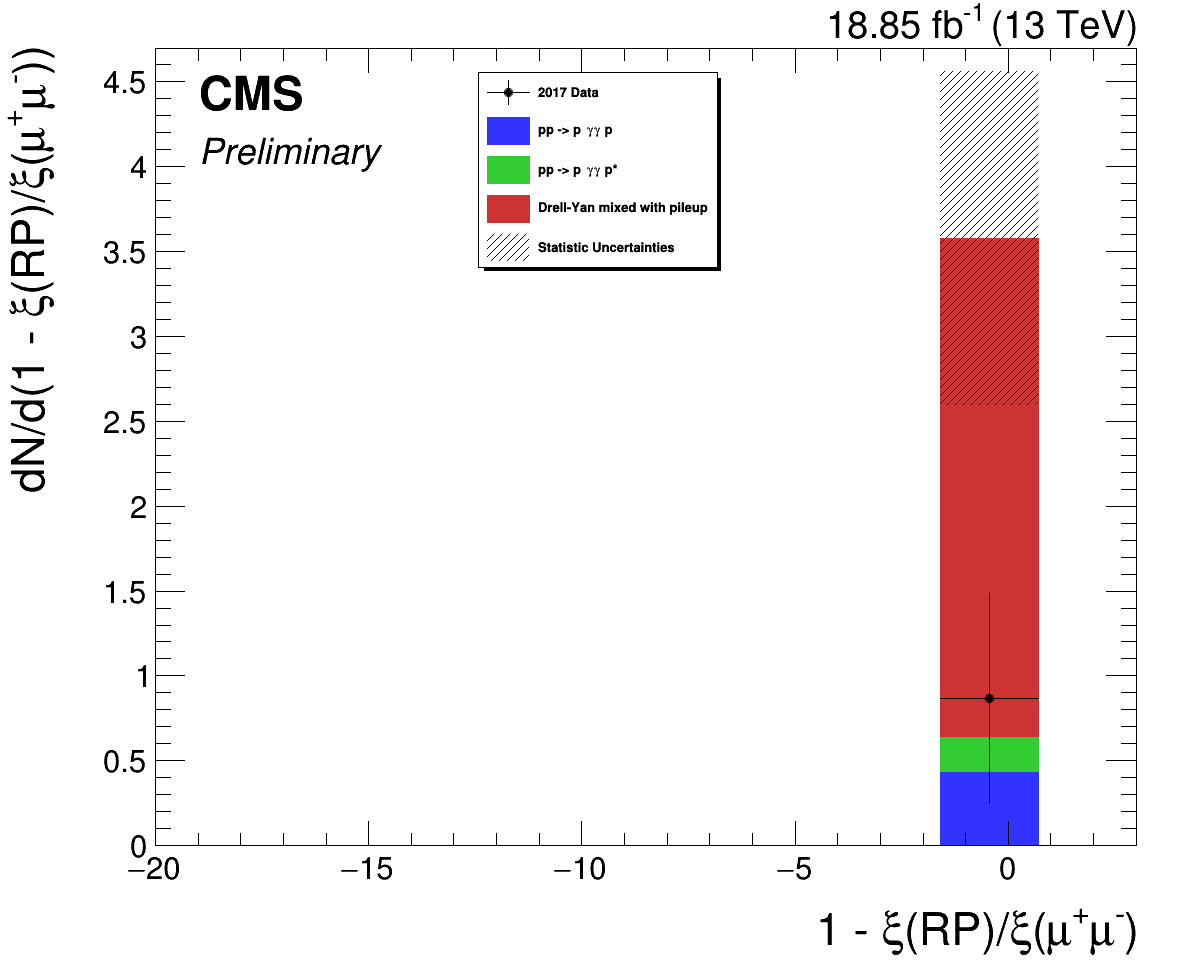 18.85 fb⁻¹ (13 TeV)
dN/d(1 - ξ(RP)/ξ(μ⁺μ⁻))
CMS
Preliminary
2017 Data
pp -> p γγ p
pp -> p γγ p*
Drell-Yan mixed with pileup
Statistic Uncertainties
4.5
4
3.5
3
2.5
2
1.5
1
0.5
0
−20 −15 −10 −5 0
1 - ξ(RP)/ξ(μ⁺μ⁻)